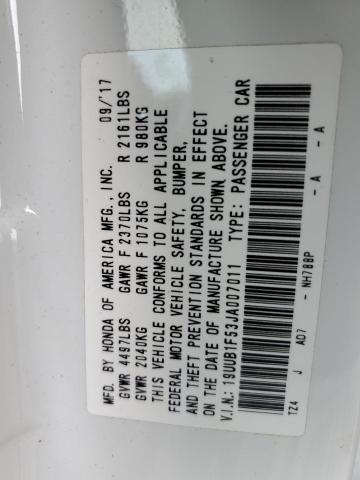 MFD. BY HONDA OF AMERICA MFG., INC. 09/'17
GVWR 4497LBS GAWR F 2370LBS R 2161LBS
GVWR 2040KG GAWR F 1075KG R 980KG
THIS VEHICLE CONFORMS TO ALL APPLICABLE
FEDERAL MOTOR VEHICLE SAFETY, BUMPER,
AND THEFT PREVENTION STANDARDS IN EFFECT
ON THE DATE OF MANUFACTURE SHOWN ABOVE.
V.I.N.: 19UUB1F53JA007011 TYPE: PASSENGER CAR
TZ4 J AD7 - NH788P - A - A